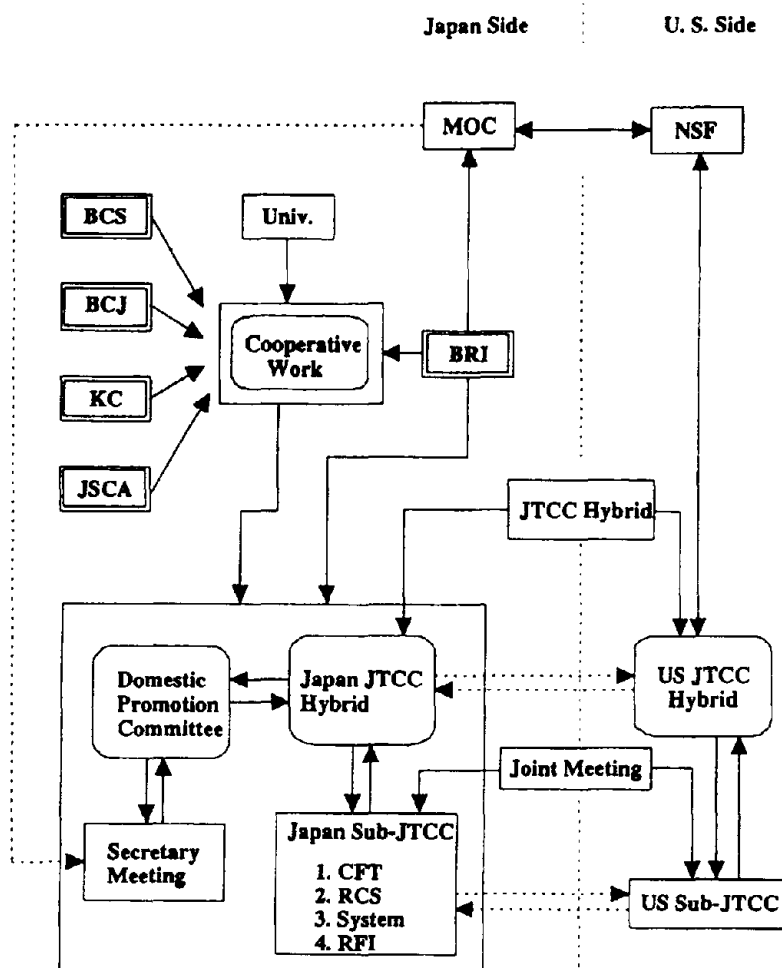 Japan Side
U. S. Side
MOC
NSF
BCS
Univ.
BCJ
Cooperative
Work
BRI
KC
JSCA
JTCC Hybrid
Domestic
Promotion
Committee
Japan JTCC
Hybrid
US JTCC
Hybrid
Joint Meeting
Secretary
Meeting
Japan Sub-JTCC
1. CFT
2. RCS
3. System
4. RFI
US Sub-JTCC